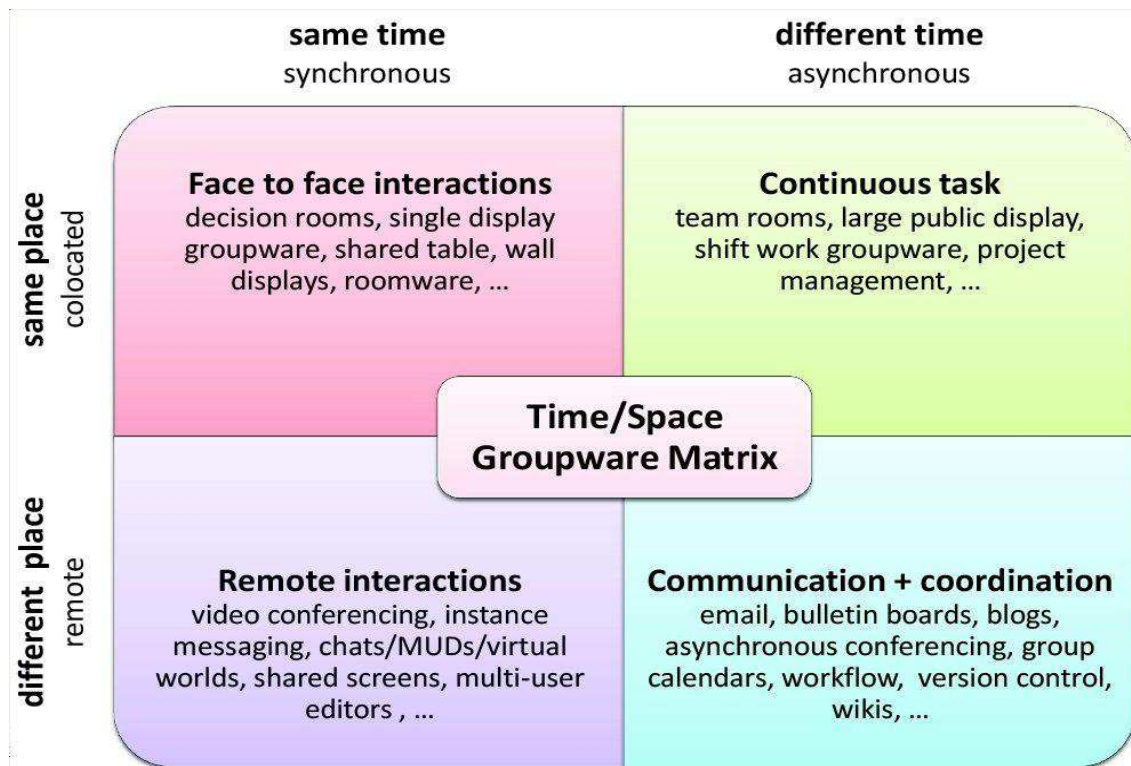 same time
synchronous
different time
asynchronous
same place
colocated
Face to face interactions
decision rooms, single display
groupware, shared table, wall
displays, roomware, ...
Continuous task
team rooms, large public display,
shift work groupware, project
management, ...
Time/Space
Groupware Matrix
different place
remote
Remote interactions
video conferencing, instance
messaging, chats/MUDs/virtual
worlds, shared screens, multi-user
editors , ...
Communication + coordination
email, bulletin boards, blogs,
asynchronous conferencing, group
calendars, workflow, version control,
wikis, ...